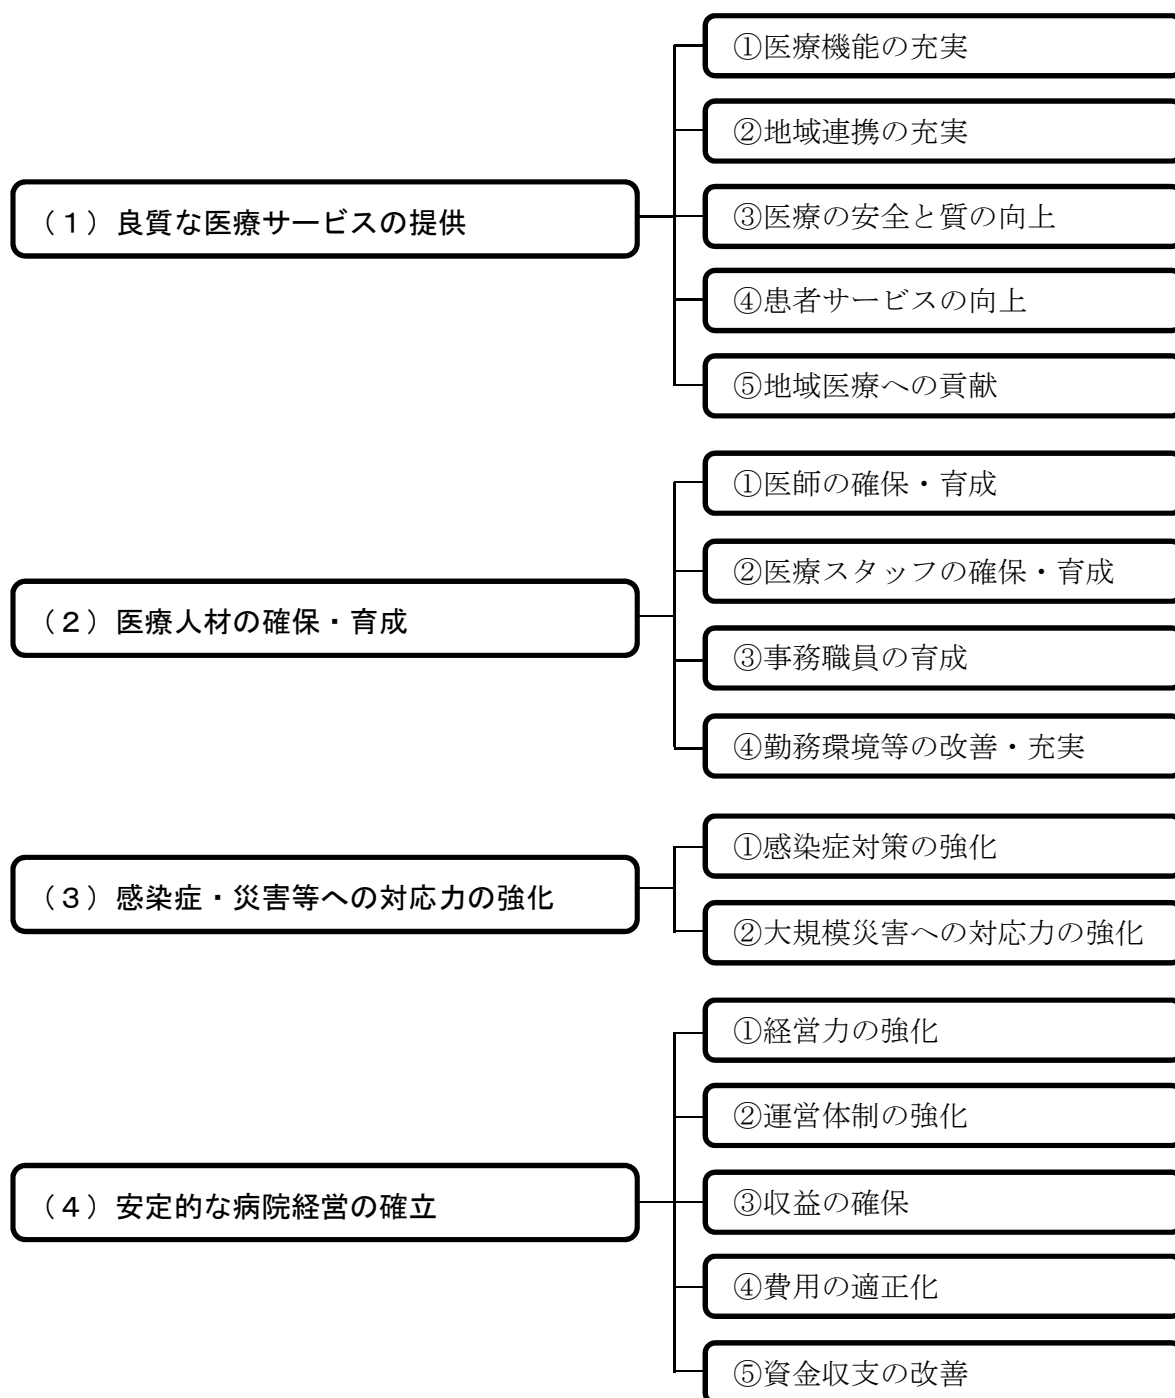 （１）良質な医療サービスの提供
①医療機能の充実
②地域連携の充実
③医療の安全と質の向上
④患者サービスの向上
⑤地域医療への貢献
（２）医療人材の確保・育成
①医師の確保・育成
②医療スタッフの確保・育成
③事務職員の育成
④勤務環境等の改善・充実
（３）感染症・災害等への対応力の強化
①感染症対策の強化
②大規模災害への対応力の強化
（４）安定的な病院経営の確立
①経営力の強化
②運営体制の強化
③収益の確保
④費用の適正化
⑤資金収支の改善